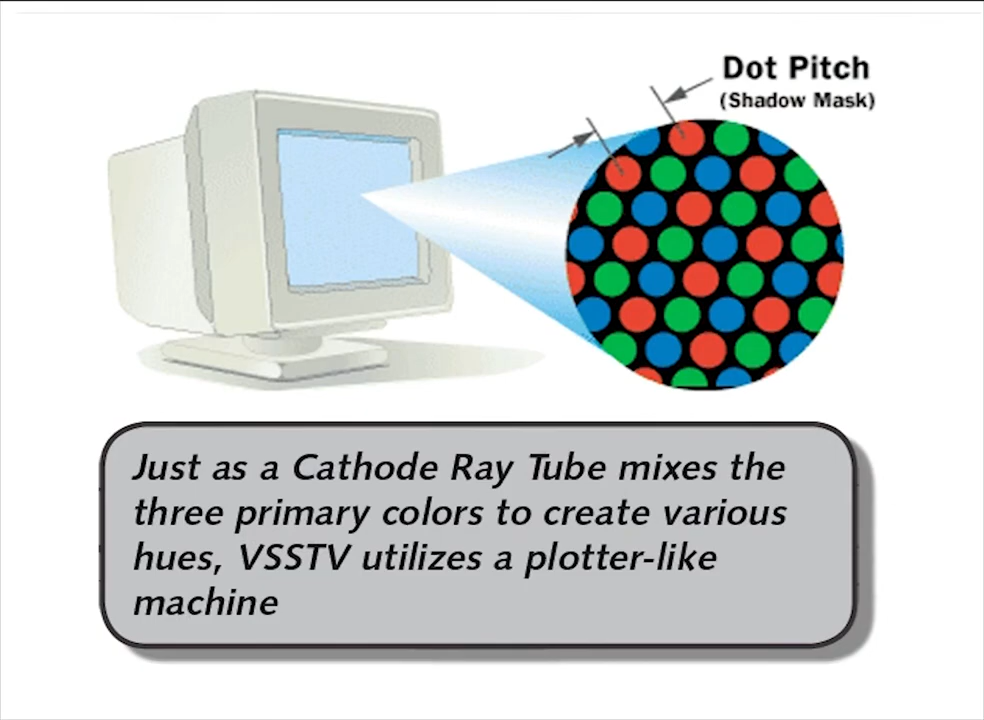 Dot Pitch
(Shadow Mask)
Just as a Cathode Ray Tube mixes the
three primary colors to create various
hues, VSSTV utilizes a plotter-like
machine